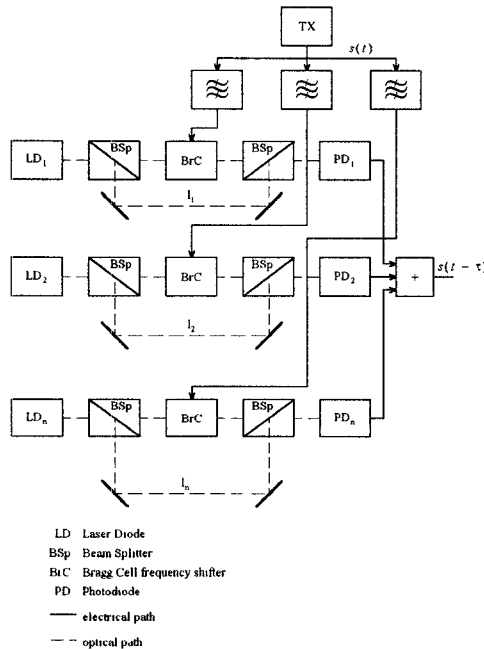 TX
s(t)
LD1 BSp BrC BSp PD1
l1
LD2 BSp BrC BSp PD2 + s(t - τ)
l2
LDn BSp BrC BSp PDn
ln
LD Laser Diode
BSp Beam Splitter
BrC Bragg Cell frequency shifter
PD Photodiode
electrical path
optical path